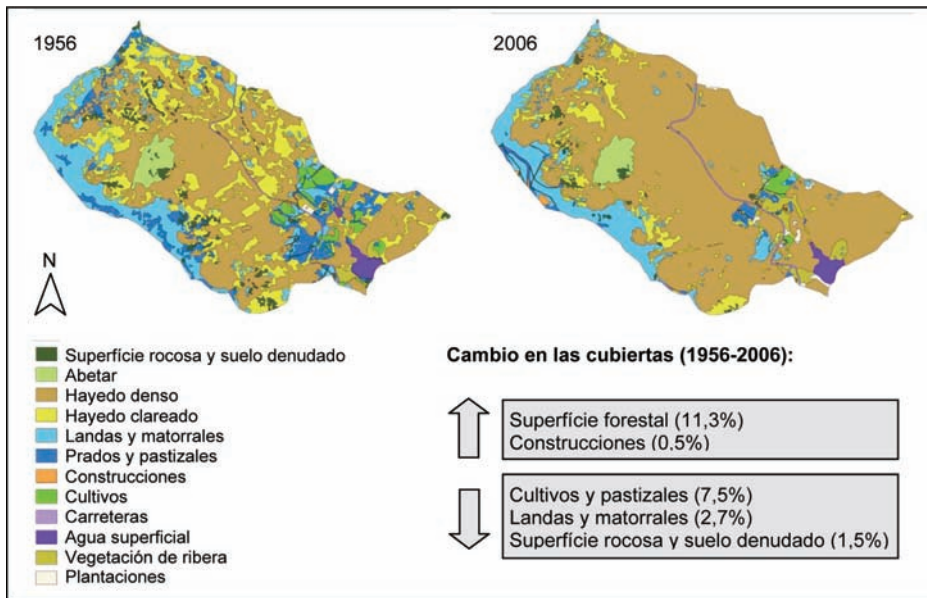 1956
2006
N
Superfície rocosa y suelo denudado
Abetar
Hayedo denso
Hayedo clareado
Landas y matorrales
Prados y pastizales
Construcciones
Cultivos
Carreteras
Agua superficial
Vegetación de ribera
Plantaciones
Cambio en las cubiertas (1956-2006):
Superfície forestal (11,3%)
Construcciones (0,5%)
Cultivos y pastizales (7,5%)
Landas y matorrales (2,7%)
Superfície rocosa y suelo denudado (1,5%)